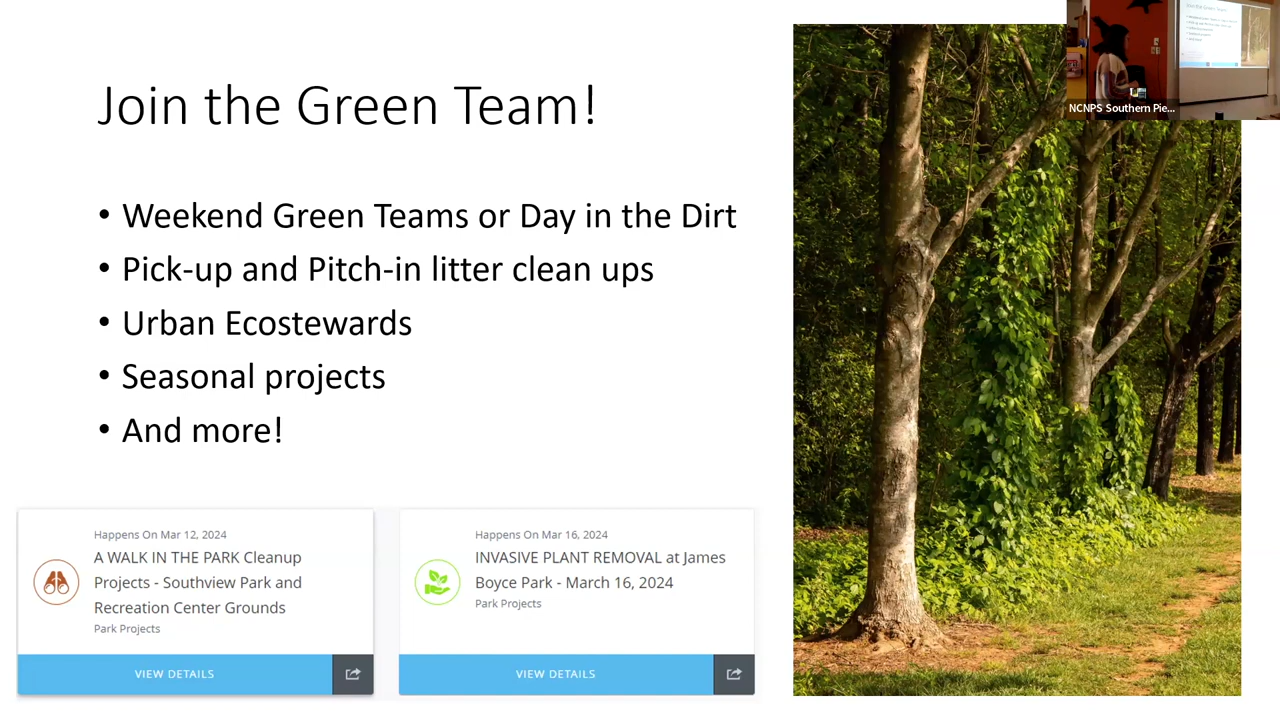 Join the Green Team!
• Weekend Green Teams or Day in the Dirt
• Pick-up and Pitch-in litter clean ups
• Urban Ecostewards
• Seasonal projects
• And more!
Happens On Mar 12, 2024
A WALK IN THE PARK Cleanup
Projects - Southview Park and
Recreation Center Grounds
Park Projects
VIEW DETAILS
Happens On Mar 16, 2024
INVASIVE PLANT REMOVAL at James
Boyce Park - March 16, 2024
Park Projects
VIEW DETAILS
NCNPS Southern Pie...